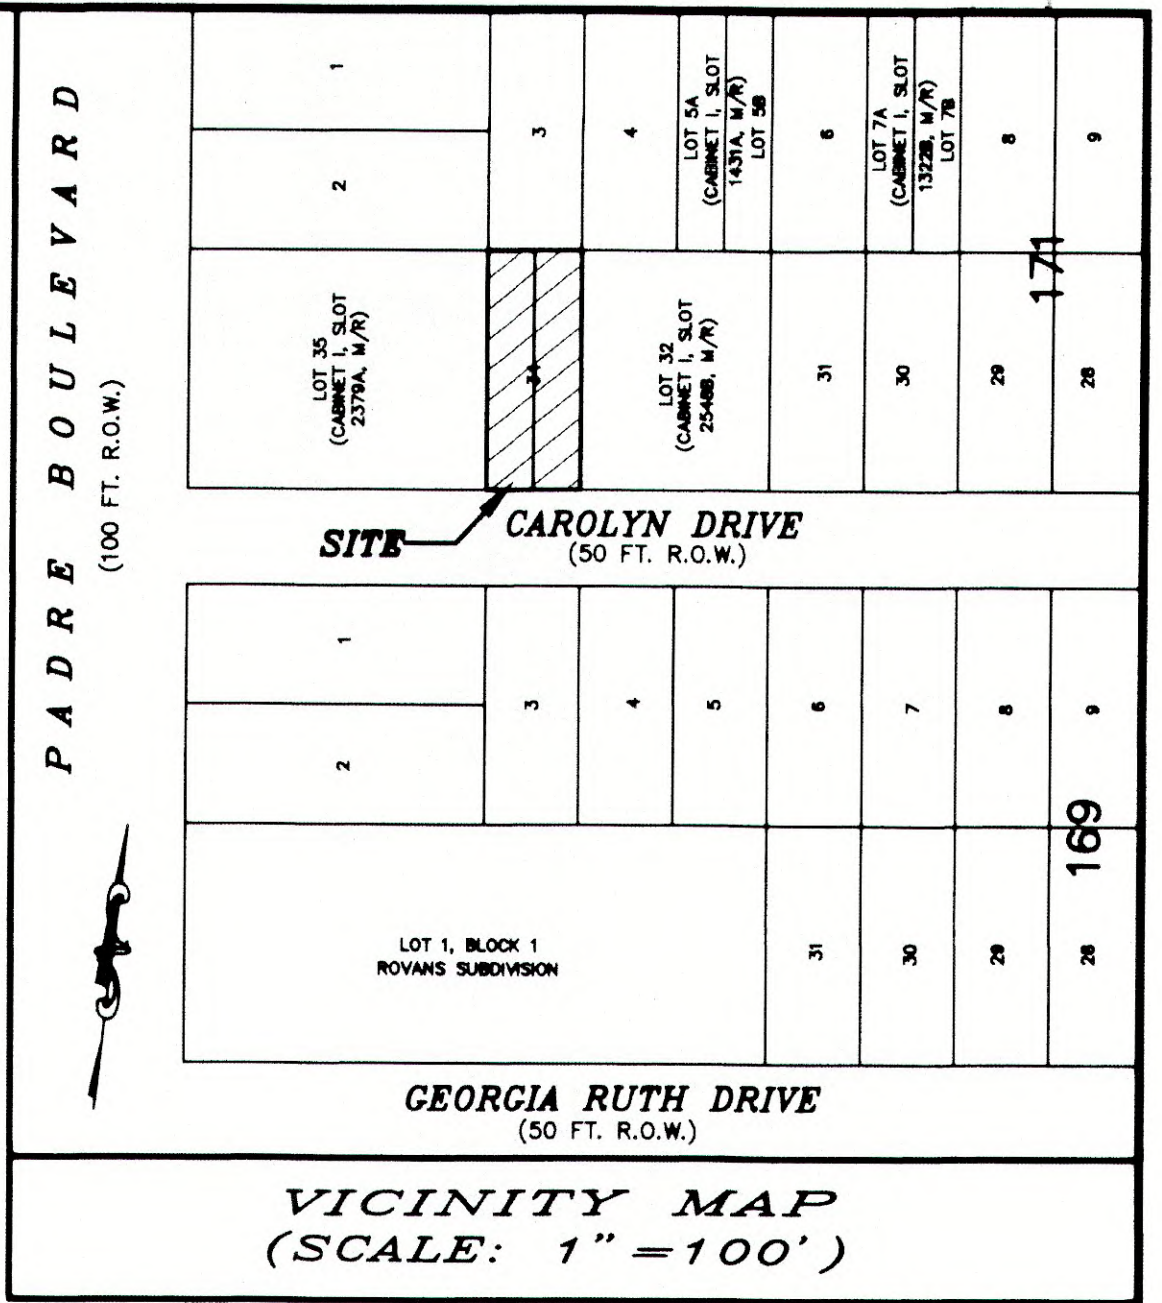 PADRE BOULEVARD
(100 FT. R.O.W.)
1
2
3
4
LOT 5A
(CABINET I, SLOT
1431A, M/R)
LOT 5B
6
LOT 7A
(CABINET I, SLOT
1322B, M/R)
LOT 7B
8
9
171
LOT 35
(CABINET I, SLOT
2379A, M/R)
34
LOT 32
(CABINET I, SLOT
2548B, M/R)
31
30
29
28
SITE
CAROLYN DRIVE
(50 FT. R.O.W.)
1
2
3
4
5
6
7
8
9
169
LOT 1, BLOCK 1
ROVANS SUBDIVISION
31
30
29
28
GEORGIA RUTH DRIVE
(50 FT. R.O.W.)
VICINITY MAP
(SCALE: 1"=100')